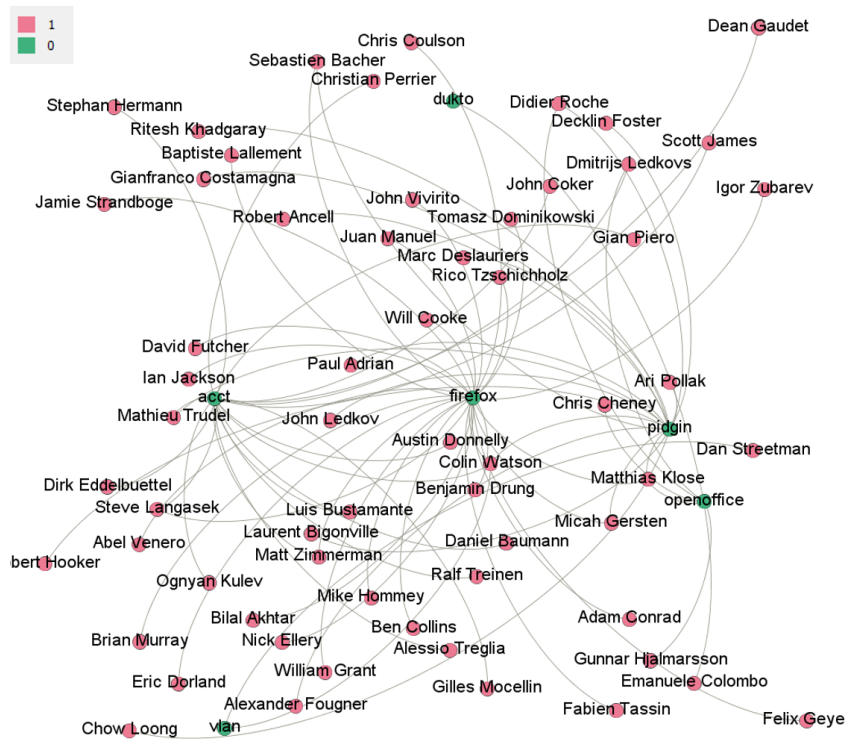 1
0
Dean Gaudet
Chris Coulson
Sebastien Bacher
Christian Perrier
dukto
Didier Roche
Stephan Hermann
Decklin Foster
Ritesh Khadgaray
Scott James
Baptiste Lallement
Dmitrijs Ledkovs
Gianfranco Costamagna
John Coker
Igor Zubarev
Jamie Strandboge
John Vivirito
Robert Ancell
Tomasz Dominikowski
Juan Manuel
Gian Piero
Marc Deslauriers
Rico Tzschichholz
Will Cooke
David Futcher
Paul Adrian
Ian Jackson
Ari Pollak
acct
firefox
Chris Cheney
Mathieu Trudel
John Ledkov
pidgin
Austin Donnelly
Dan Streetman
Colin Watson
Matthias Klose
Dirk Eddelbuettel
Benjamin Drung
openoffice
Steve Langasek
Luis Bustamante
Micah Gersten
Laurent Bigonville
Abel Venero
Daniel Baumann
Matt Zimmerman
bert Hooker
Ralf Treinen
Ognyan Kulev
Mike Hommey
Bilal Akhtar
Adam Conrad
Ben Collins
Brian Murray
Nick Ellery
Alessio Treglia
Gunnar Hjalmarsson
William Grant
Emanuele Colombo
Eric Dorland
Gilles Mocellin
Alexander Fougner
Fabien Tassin
Felix Geye
Chow Loong
vlan